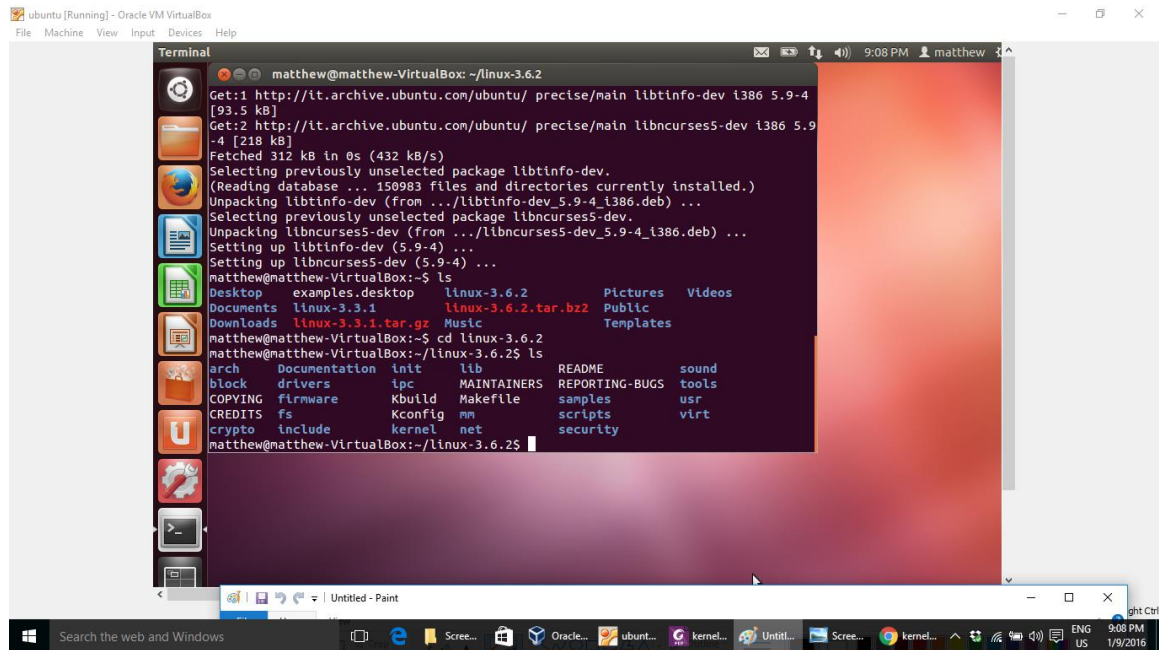 ubuntu [Running] - Oracle VM VirtualBox
File Machine View Input Devices Help
Terminal 9:08 PM matthew
matthew@matthew-VirtualBox: ~/linux-3.6.2
Get:1 http://it.archive.ubuntu.com/ubuntu/ precise/main libtinfo-dev i386 5.9-4
[93.5 kB]
Get:2 http://it.archive.ubuntu.com/ubuntu/ precise/main libncurses5-dev i386 5.9
-4 [218 kB]
Fetched 312 kB in 0s (432 kB/s)
Selecting previously unselected package libtinfo-dev.
(Reading database ... 150983 files and directories currently installed.)
Unpacking libtinfo-dev (from .../libtinfo-dev_5.9-4_i386.deb) ...
Selecting previously unselected package libncurses5-dev.
Unpacking libncurses5-dev (from .../libncurses5-dev_5.9-4_i386.deb) ...
Setting up libtinfo-dev (5.9-4) ...
Setting up libncurses5-dev (5.9-4) ...
matthew@matthew-VirtualBox:~$ ls
Desktop examples.desktop linux-3.6.2 Pictures Videos
Documents linux-3.3.1 linux-3.6.2.tar.bz2 Public
Downloads linux-3.3.1.tar.gz Music Templates
matthew@matthew-VirtualBox:~$ cd linux-3.6.2
matthew@matthew-VirtualBox:~/linux-3.6.2$ ls
arch Documentation init lib README sound
block drivers ipc MAINTAINERS REPORTING-BUGS tools
COPYING firmware Kbuild Makefile samples usr
CREDITS fs Kconfig mm scripts virt
crypto include kernel net security
matthew@matthew-VirtualBox:~/linux-3.6.2$
Untitled - Paint
ght Ctrl
Search the web and Windows Scree... Oracle... ubunt... kernel... Untitl... Scree... kernel... ENG 9:08 PM
US 1/9/2016